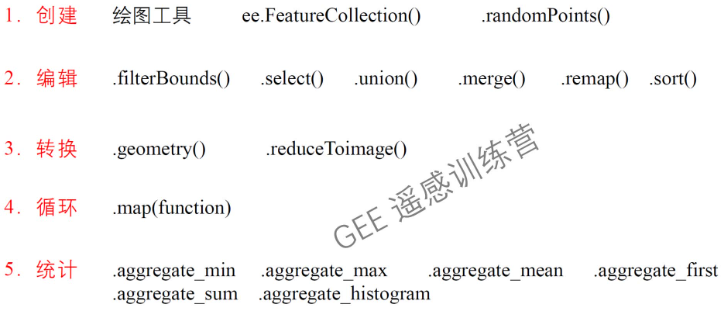 1. 创建 绘图工具 ee.FeatureCollection() .randomPoints()
2. 编辑 .filterBounds() .select() .union() .merge() .remap() .sort()
3. 转换 .geometry() .reduceToimage()
GEE 遥感训练营
4. 循环 .map(function)
5. 统计 .aggregate_min .aggregate_max .aggregate_mean .aggregate_first
.aggregate_sum .aggregate_histogram